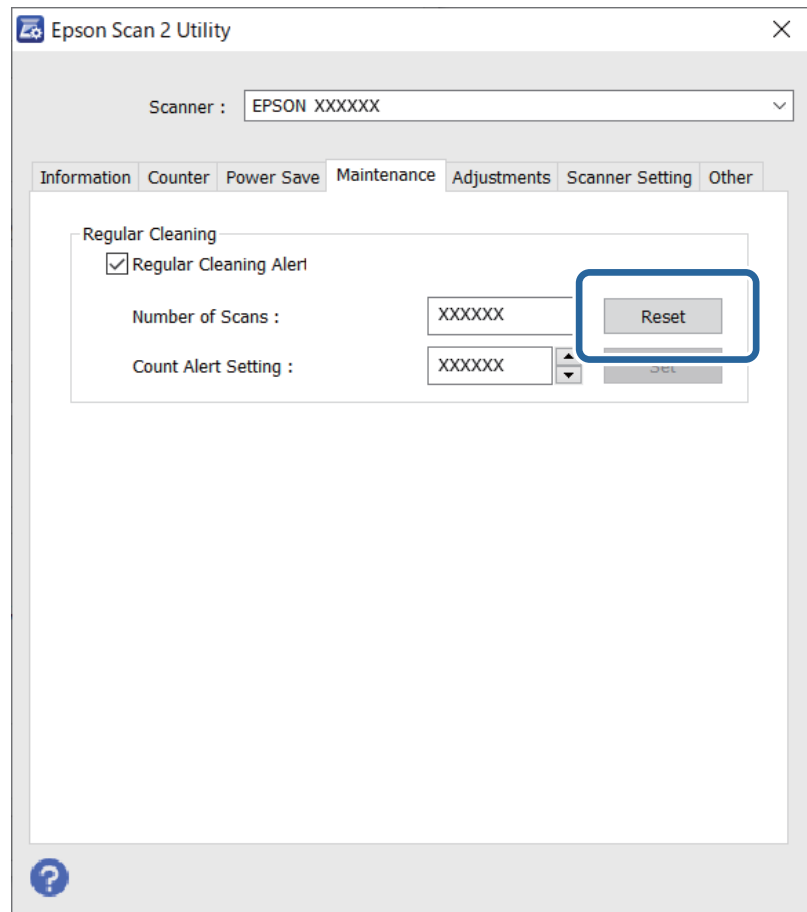 Epson Scan 2 Utility
Scanner : EPSON XXXXXX
Information Counter Power Save Maintenance Adjustments Scanner Setting Other
Regular Cleaning
Regular Cleaning Alert
Number of Scans : XXXXXX Reset
Count Alert Setting : XXXXXX Set
?